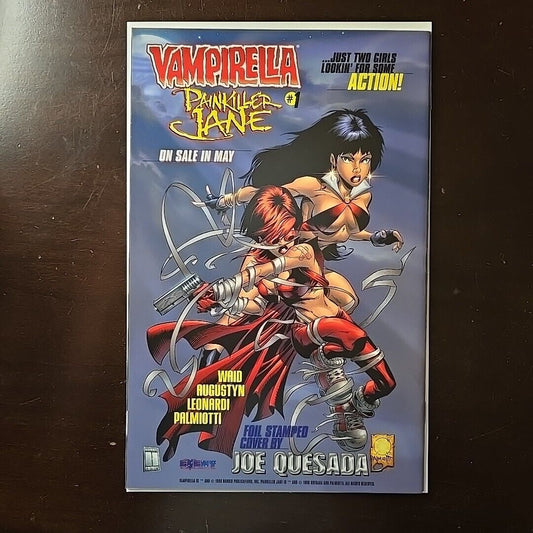 VAMPIRELLA
PAINKILLER
JANE #1
ON SALE IN MAY
...JUST TWO GIRLS
LOOKIN' FOR SOME
ACTION!
WAID
AUGUSTYN
LEONARDI
PALMIOTTI
FOIL STAMPED
COVER BY
JOE QUESADA